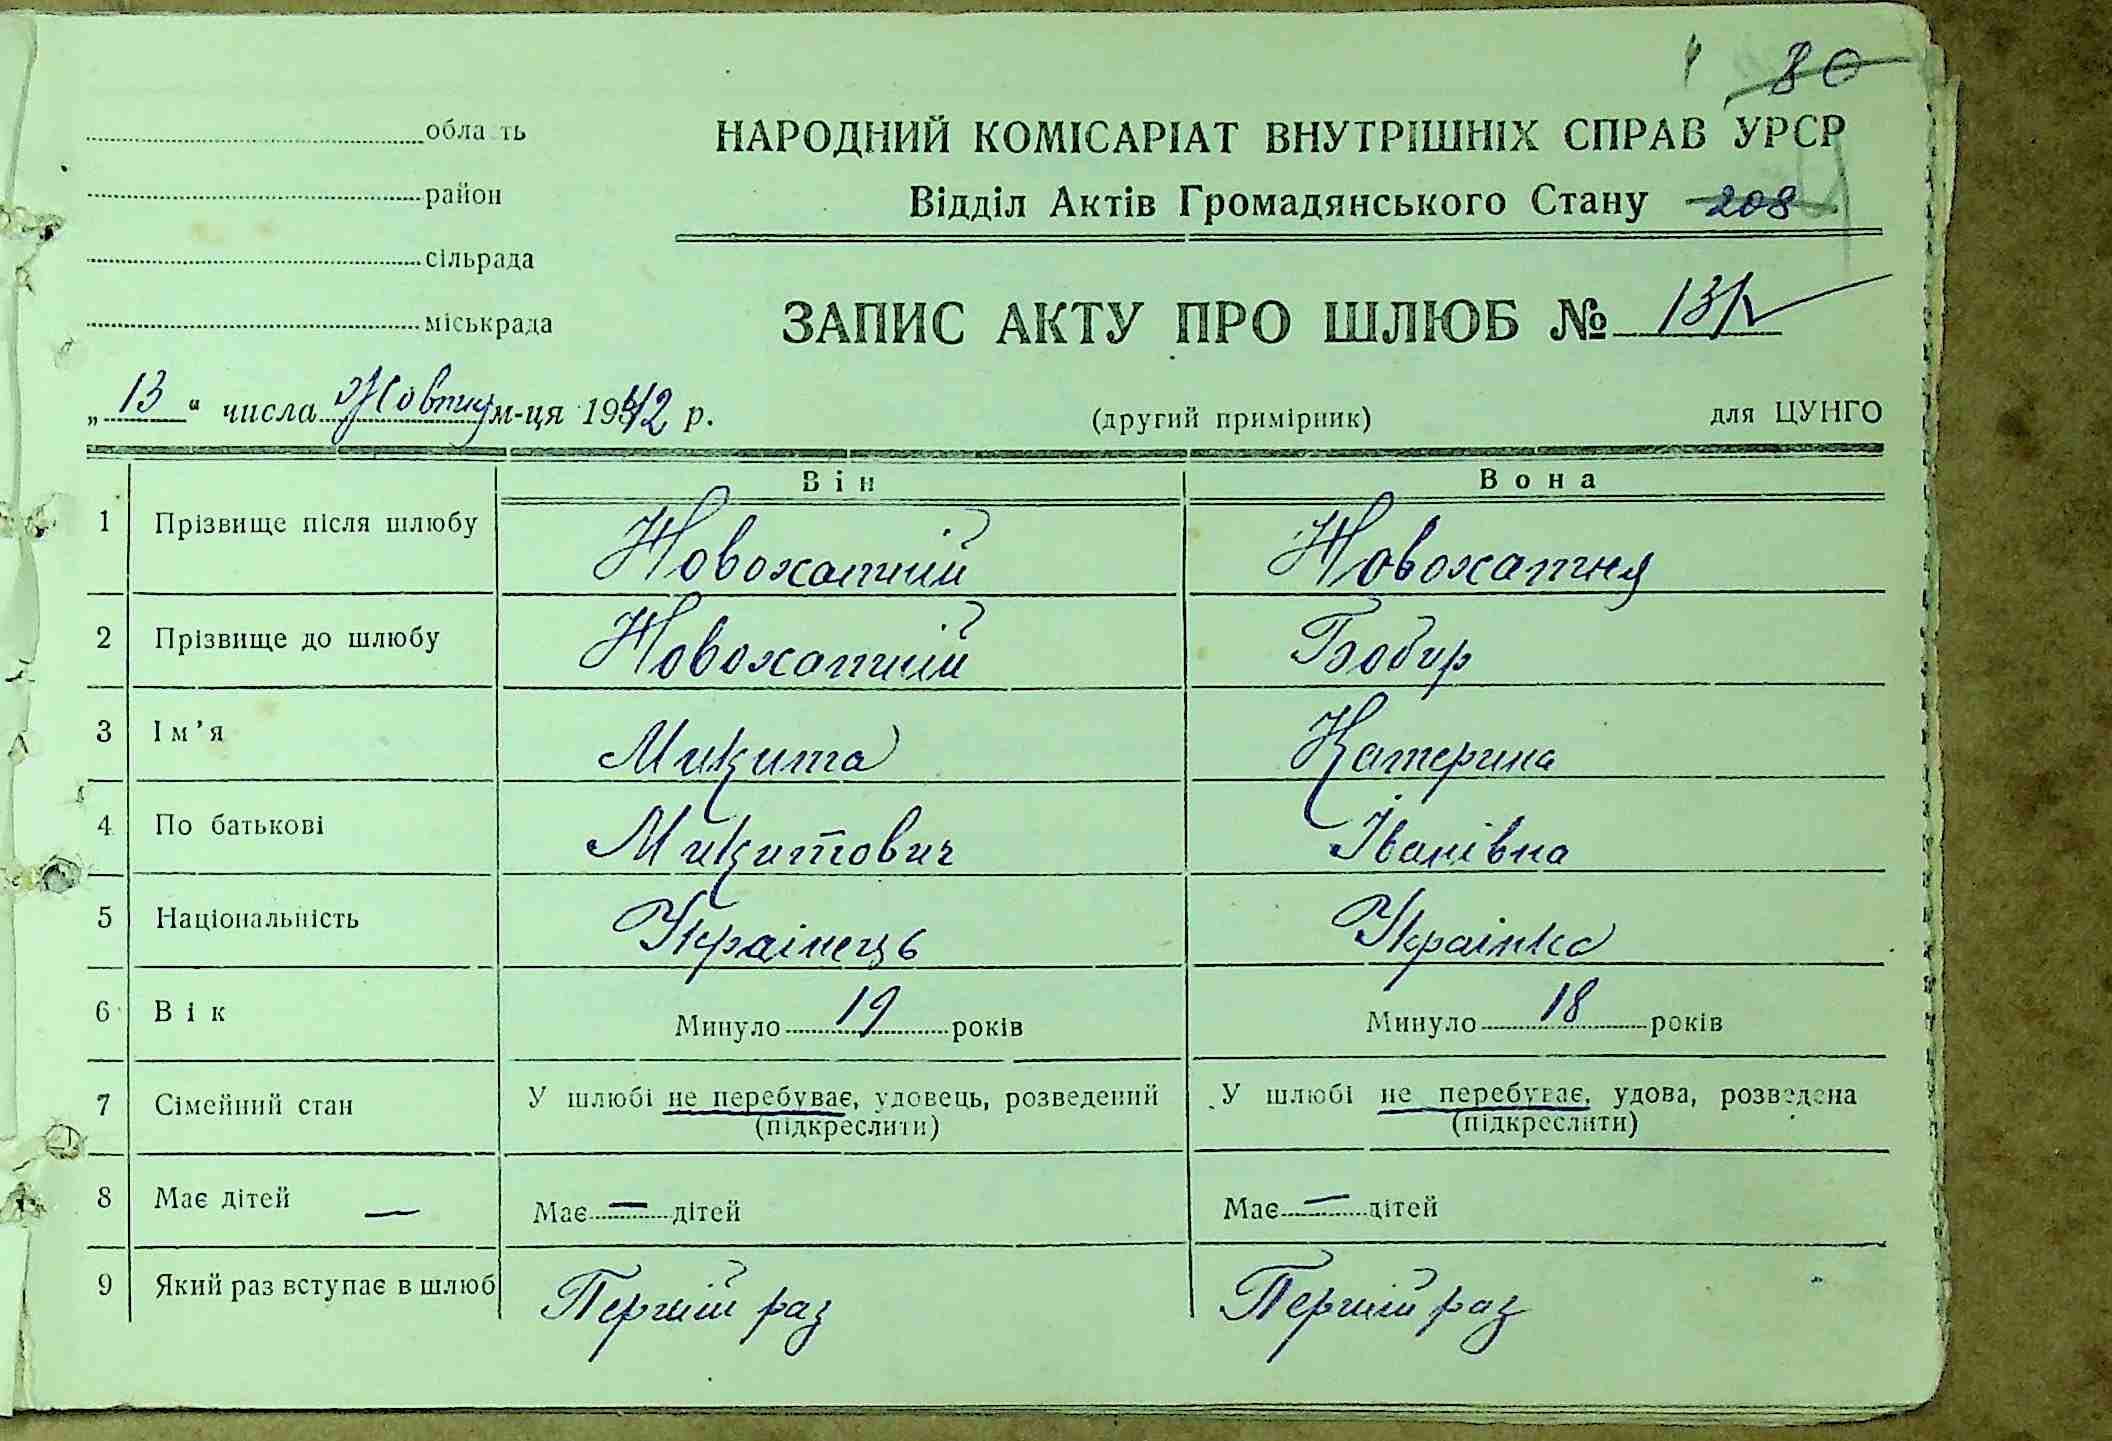 80
область
НАРОДНИЙ КОМІСАРІАТ ВНУТРІШНІХ СПРАВ УРСР
район
Відділ Актів Громадянського Стану 208
сільрада
міськрада
ЗАПИС АКТУ ПРО ШЛЮБ № 131
„13“ числа Жовтня м-ця 1942 р. (другий примірник) для ЦУНГО
Він Вона
1 Прізвище після шлюбу Новохатній Новохатня
2 Прізвище до шлюбу Новохатній Бобир
3 Ім'я Микита Катерина
4 По батькові Микитович Іванівна
5 Національність Українець Українка
6 Вік Минуло 19 років Минуло 18 років
7 Сімейний стан У шлюбі не перебуває, удовець, розведений У шлюбі не перебуває, удова, розведена
(підкреслити) (підкреслити)
8 Має дітей — Має — дітей Має — дітей
9 Який раз вступає в шлюб Перший раз Перший раз